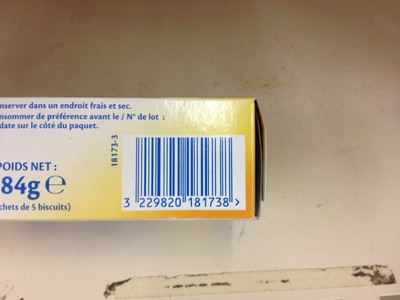 nserver dans un endroit frais et sec.
nsommer de préférence avant le / N° de lot :
date sur le côté du paquet.
18173-3
POIDS NET :
84g e
chets de 5 biscuits)
3 229820 181738 >